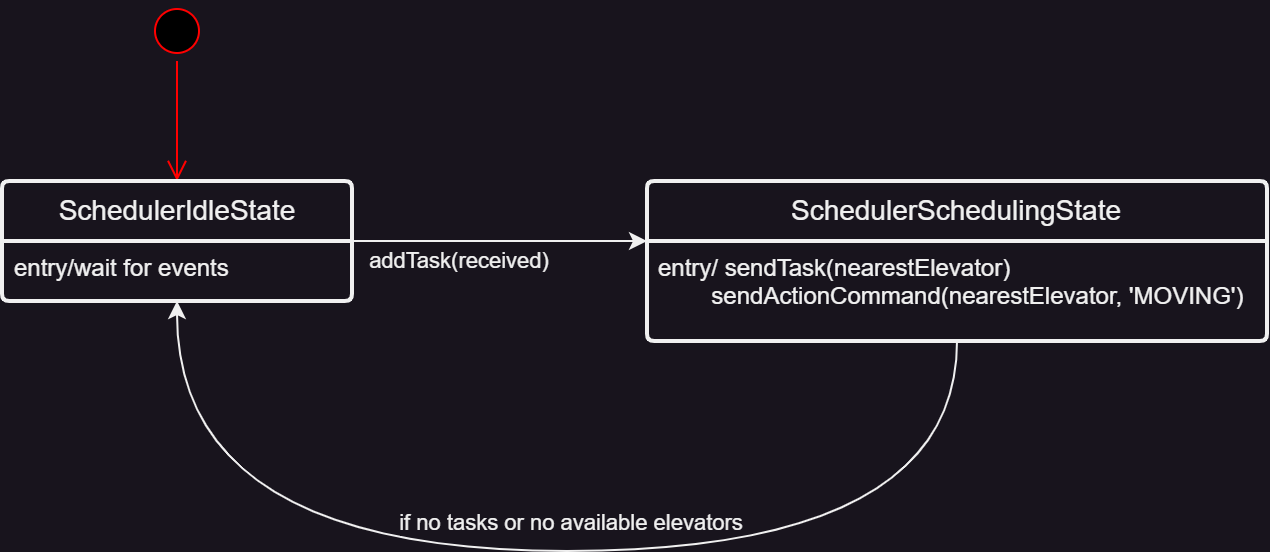 SchedulerIdleState
entry/wait for events
addTask(received)
SchedulerSchedulingState
entry/ sendTask(nearestElevator)
sendActionCommand(nearestElevator, 'MOVING')
if no tasks or no available elevators